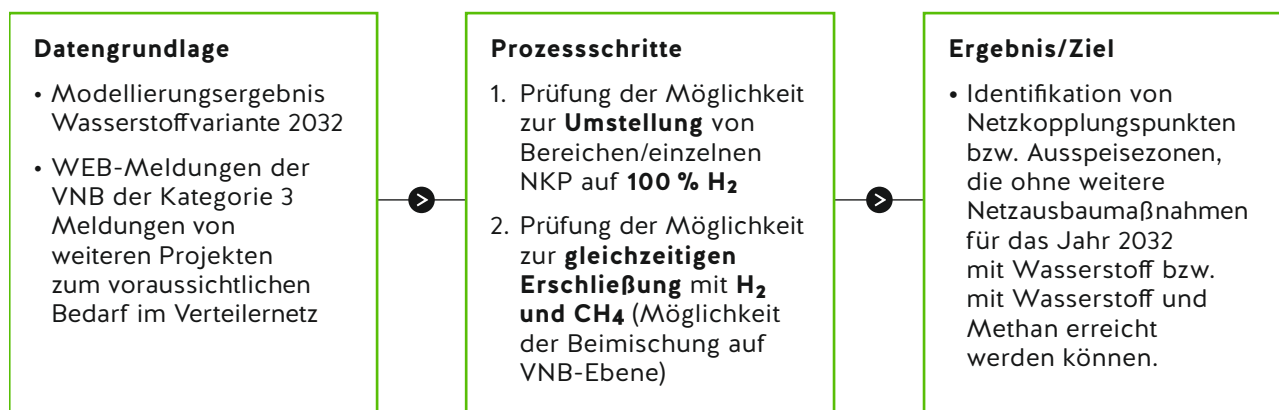 Datengrundlage
• Modellierungsergebnis
Wasserstoffvariante 2032
• WEB-Meldungen der
VNB der Kategorie 3
Meldungen von
weiteren Projekten
zum voraussichtlichen
Bedarf im Verteilernetz
Prozessschritte
1. Prüfung der Möglichkeit
zur Umstellung von
Bereichen/einzelnen
NKP auf 100 % H₂
2. Prüfung der Möglichkeit
zur gleichzeitigen
Erschließung mit H₂
und CH4 (Möglichkeit
der Beimischung auf
VNB-Ebene)
Ergebnis/Ziel
• Identifikation von
Netzkopplungspunkten
bzw. Ausspeisezonen,
die ohne weitere
Netzausbaumaßnahmen
für das Jahr 2032
mit Wasserstoff bzw.
mit Wasserstoff und
Methan erreicht
werden können.